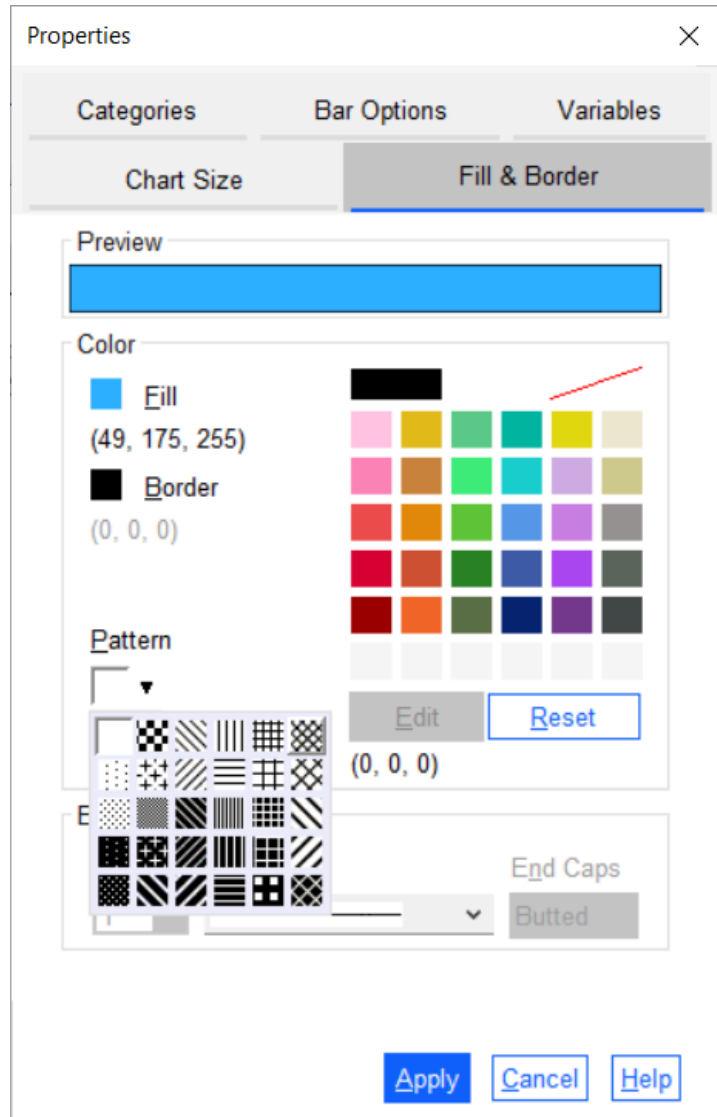 Properties
Categories Bar Options Variables
Chart Size Fill & Border
Preview
Color
Fill
(49, 175, 255)
Border
(0, 0, 0)
Pattern
Edit Reset
(0, 0, 0)
End Caps
Butted
Apply Cancel Help